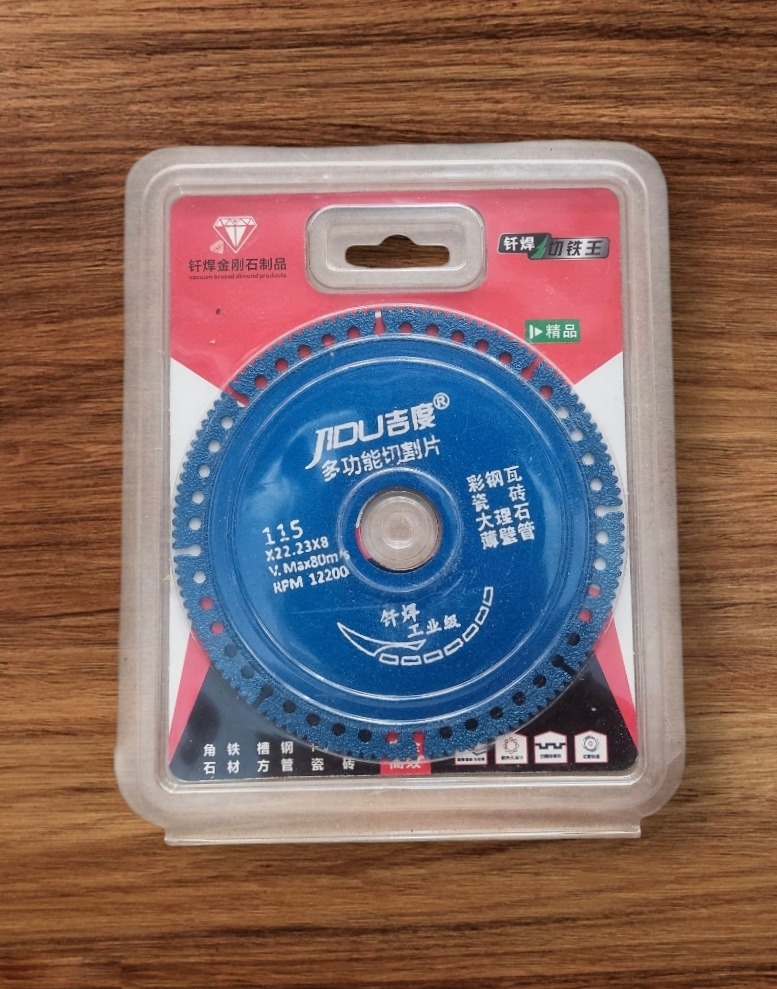 钎焊金刚石制品
vacuum brazed dimond products
钎焊 切铁王
精品
JIDU吉度®
多功能切割片
彩钢瓦
瓷 砖
大理石
薄壁管
115
X22.23X8
V.Max80m/s
RPM 12200
钎焊
工业级
角 铁 槽 钢
石 材 方 管 瓷 砖
高效